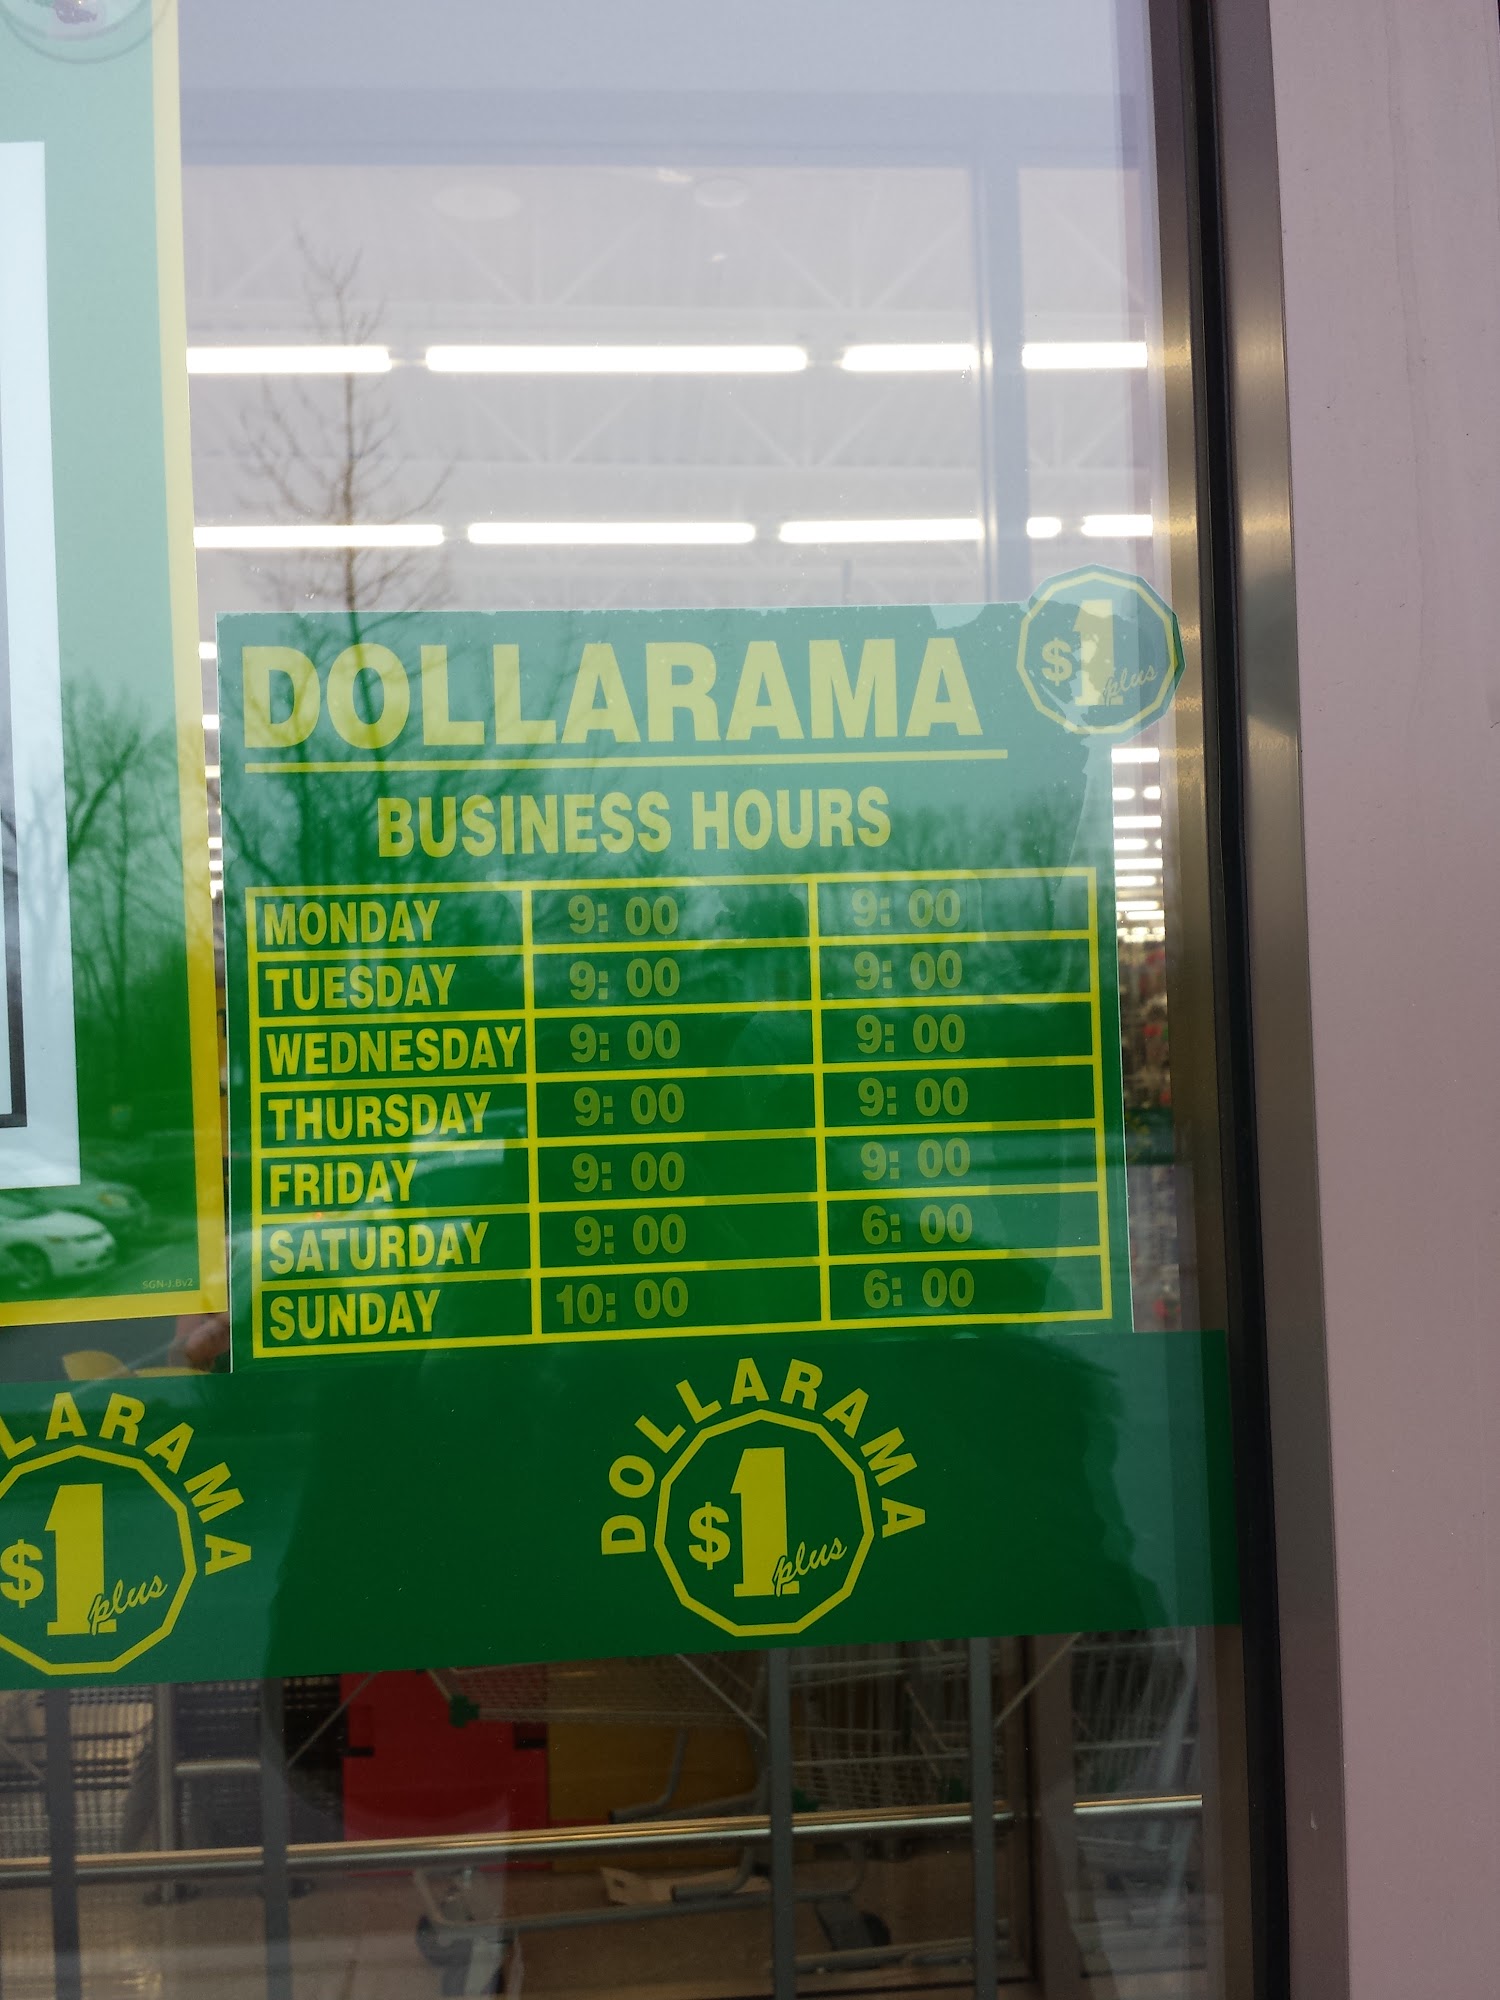 DOLLARAMA
$1 plus
BUSINESS HOURS
MONDAY 9: 00 9: 00
TUESDAY 9: 00 9: 00
WEDNESDAY 9: 00 9: 00
THURSDAY 9: 00 9: 00
FRIDAY 9: 00 9: 00
SATURDAY 9: 00 6: 00
SUNDAY 10: 00 6: 00
SGN-J.Bv2
LARAMA
$1 plus
DOLLARAMA
$1 plus